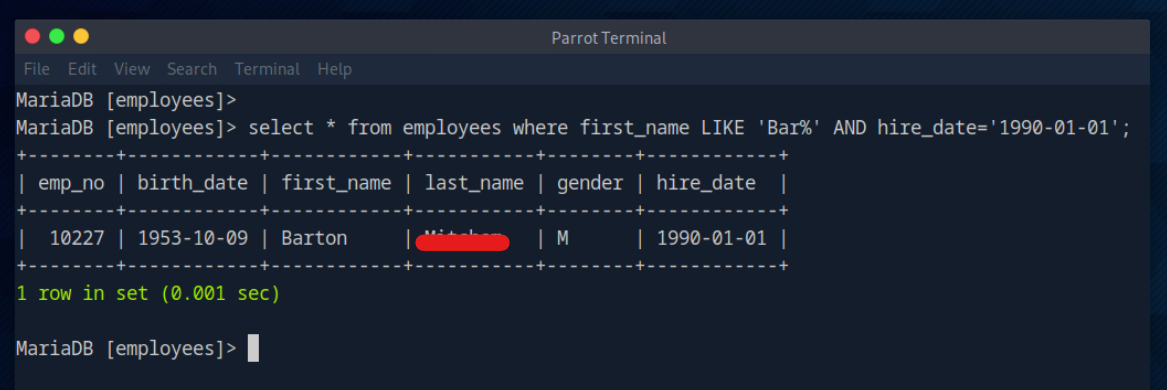 Parrot Terminal
File Edit View Search Terminal Help
MariaDB [employees]>
MariaDB [employees]> select * from employees where first_name LIKE 'Bar%' AND hire_date='1990-01-01';
+--------+------------+------------+-----------+--------+------------+
| emp_no | birth_date | first_name | last_name | gender | hire_date  |
+--------+------------+------------+-----------+--------+------------+
|  10227 | 1953-10-09 | Barton     | | M      | 1990-01-01 |
+--------+------------+------------+-----------+--------+------------+
1 row in set (0.001 sec)
MariaDB [employees]>